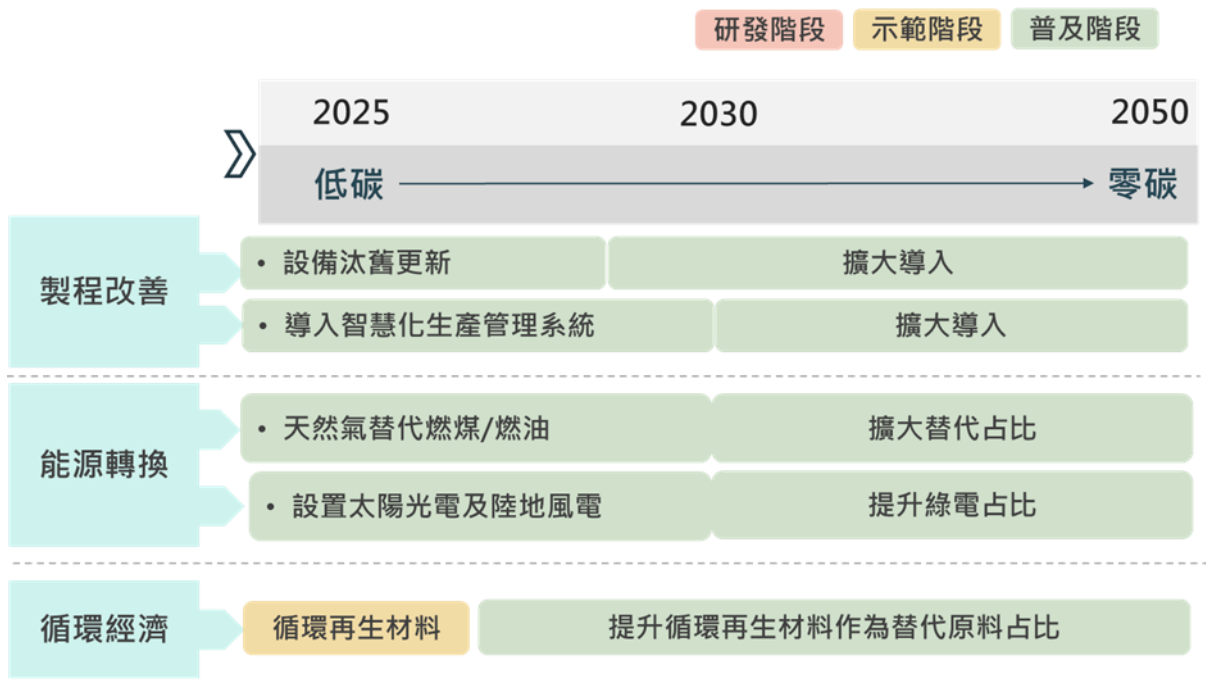 研發階段 示範階段 普及階段
2025 2030 2050
低碳 零碳
製程改善
• 設備汰舊更新 擴大導入
• 導入智慧化生產管理系統 擴大導入
能源轉換
• 天然氣替代燃煤/燃油 擴大替代占比
• 設置太陽光電及陸地風電 提升綠電占比
循環經濟
循環再生材料 提升循環再生材料作為替代原料占比